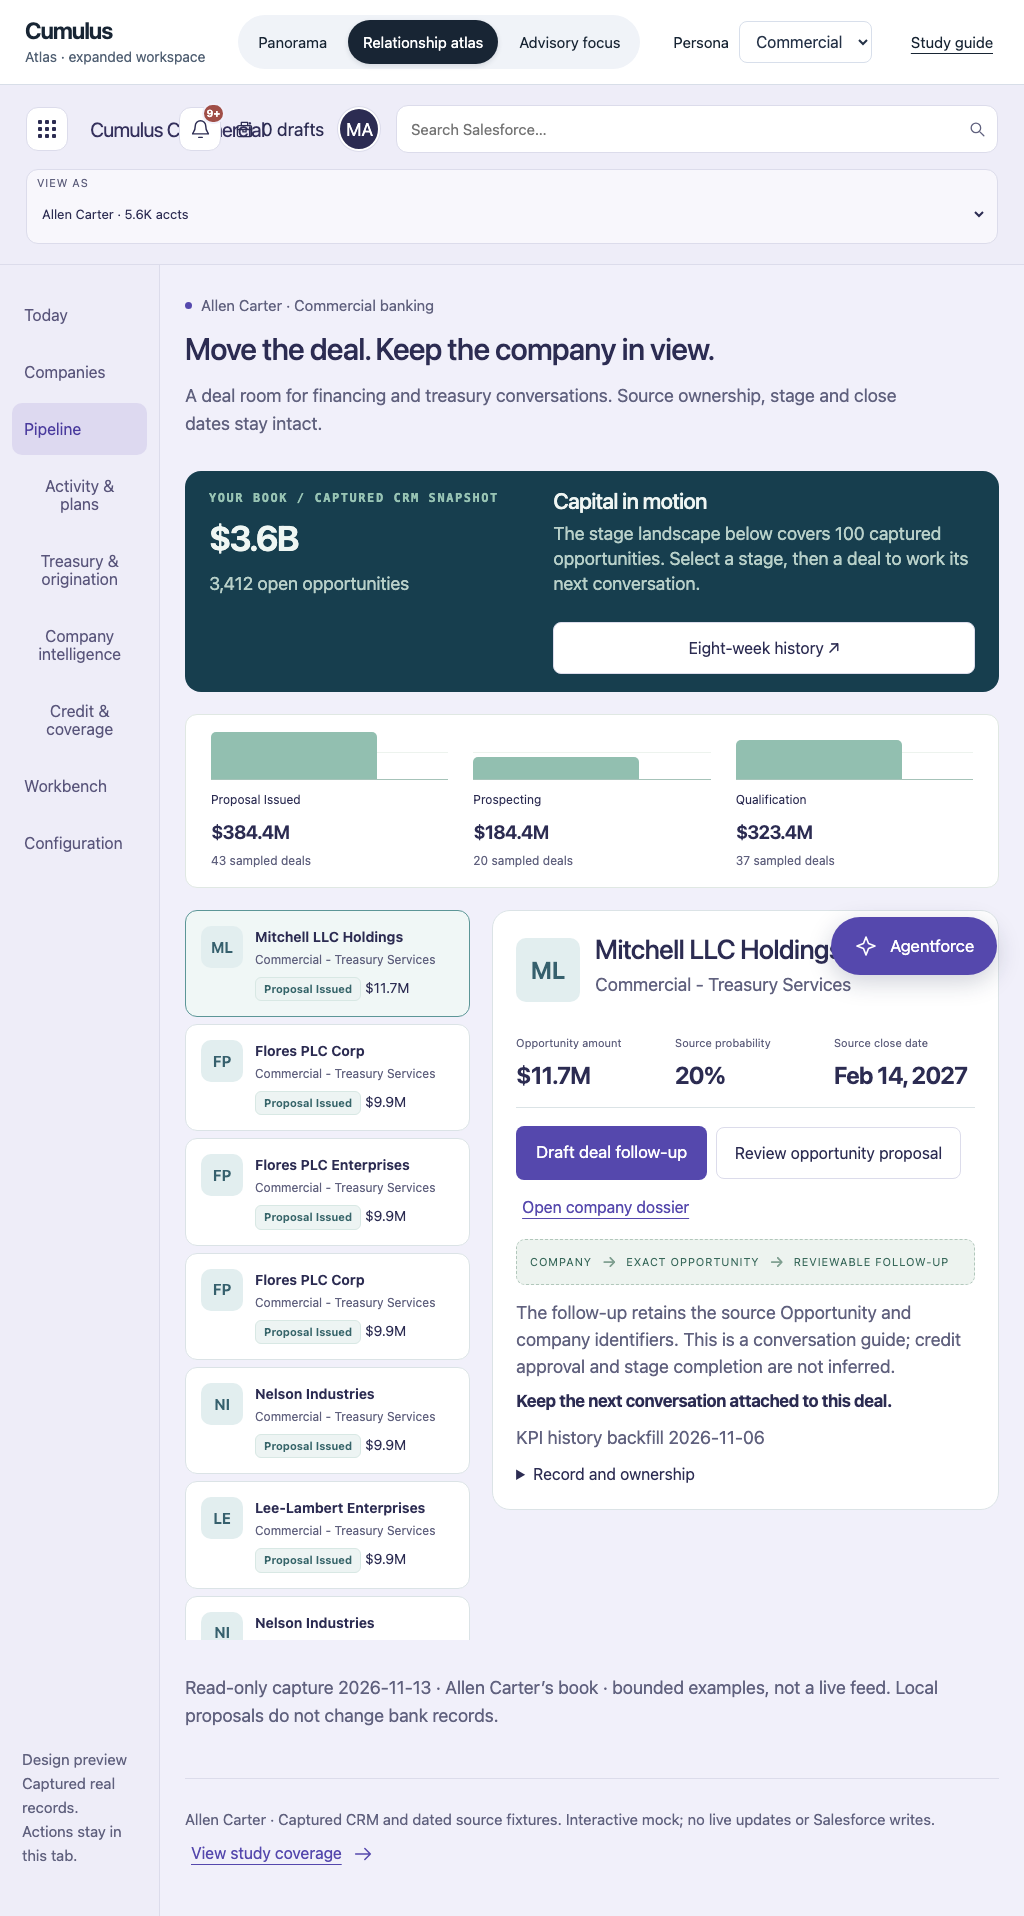 Cumulus
Atlas · expanded workspace
Panorama
Relationship atlas
Advisory focus
Persona
Commercial
Study guide
Cumulus Commercial
9+
0 drafts
MA
Search Salesforce...
VIEW AS
Allen Carter · 5.6K accts
Today
Companies
Pipeline
Activity &
plans
Treasury &
origination
Company
intelligence
Credit &
coverage
Workbench
Configuration
Design preview
Captured real
records.
Actions stay in
this tab.
Allen Carter · Commercial banking
Move the deal. Keep the company in view.
A deal room for financing and treasury conversations. Source ownership, stage and close
dates stay intact.
YOUR BOOK / CAPTURED CRM SNAPSHOT
$3.6B
3,412 open opportunities
Capital in motion
The stage landscape below covers 100 captured
opportunities. Select a stage, then a deal to work its
next conversation.
Eight-week history ↗
Proposal Issued
$384.4M
43 sampled deals
Prospecting
$184.4M
20 sampled deals
Qualification
$323.4M
37 sampled deals
ML
Mitchell LLC Holdings
Commercial - Treasury Services
Proposal Issued $11.7M
FP
Flores PLC Corp
Commercial - Treasury Services
Proposal Issued $9.9M
FP
Flores PLC Enterprises
Commercial - Treasury Services
Proposal Issued $9.9M
FP
Flores PLC Corp
Commercial - Treasury Services
Proposal Issued $9.9M
NI
Nelson Industries
Commercial - Treasury Services
Proposal Issued $9.9M
LE
Lee-Lambert Enterprises
Commercial - Treasury Services
Proposal Issued $9.9M
NI
Nelson Industries
ML
Mitchell LLC Holdings
Commercial - Treasury Services
Agentforce
Opportunity amount
$11.7M
Source probability
20%
Source close date
Feb 14, 2027
Draft deal follow-up
Review opportunity proposal
Open company dossier
COMPANY → EXACT OPPORTUNITY → REVIEWABLE FOLLOW-UP
The follow-up retains the source Opportunity and
company identifiers. This is a conversation guide; credit
approval and stage completion are not inferred.
Keep the next conversation attached to this deal.
KPI history backfill 2026-11-06
Record and ownership
Read-only capture 2026-11-13 · Allen Carter’s book · bounded examples, not a live feed. Local
proposals do not change bank records.
Allen Carter · Captured CRM and dated source fixtures. Interactive mock; no live updates or Salesforce writes.
View study coverage →